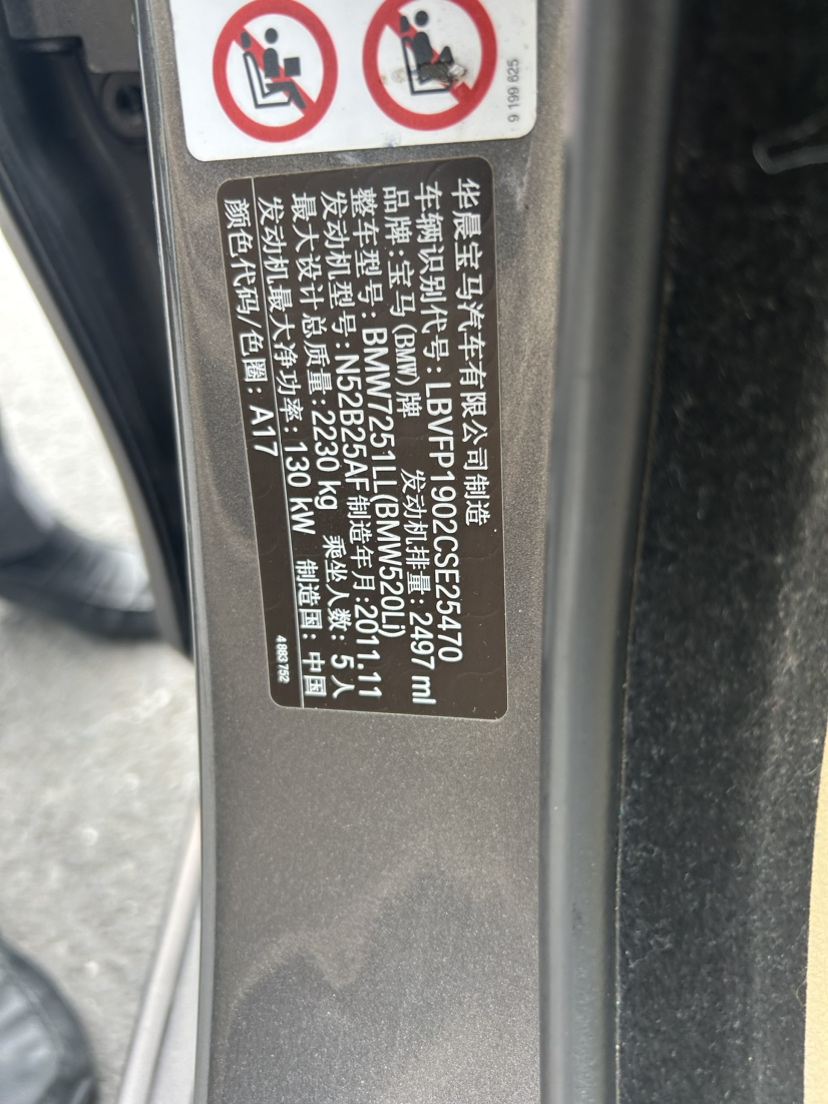 9 199 625
华晨宝马汽车有限公司制造
车辆识别代号: LBVFP1902CSE25470
品牌: 宝马(BMW)牌 发动机排量: 2497 ml
整车型号: BMW7251LL(BMW520Li)
发动机型号: N52B25AF 制造年月:2011.11
最大设计总质量: 2230 kg 乘坐人数: 5人
发动机最大净功率: 130 kW 制造国: 中国
颜色代码/色圈: A17
4 883 752